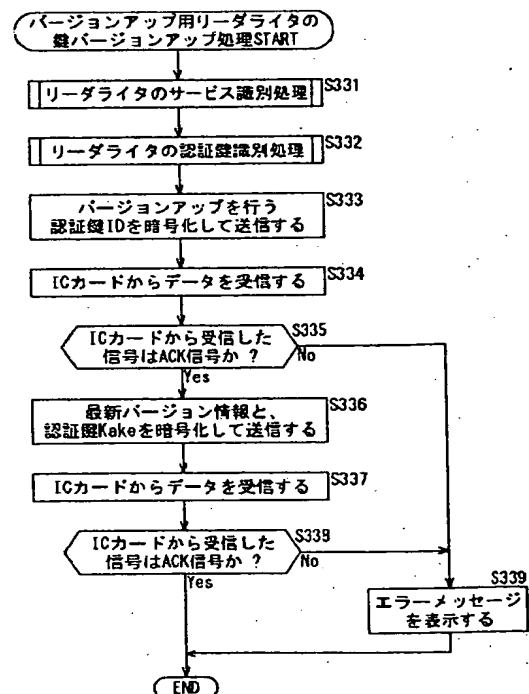 バージョンアップ用リーダライタの
鍵バージョンアップ処理START
リーダライタのサービス識別処理
S331
リーダライタの認証鍵識別処理
S332
バージョンアップを行う
認証鍵IDを暗号化して送信する
S333
ICカードからデータを受信する
S334
ICカードから受信した
信号はACK信号か ?
S335
No
Yes
最新バージョン情報と、
認証鍵Kakeを暗号化して送信する
S336
ICカードからデータを受信する
S337
ICカードから受信した
信号はACK信号か ?
S338
No
Yes
S339
エラーメッセージ
を表示する
END